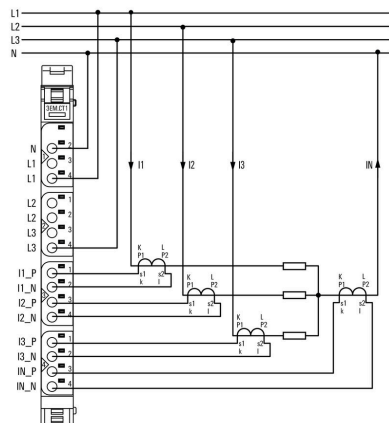 L1
L2
L3
N
3EM.CT1
I1
I2
I3
IN
N
L1
L1
1
2
3
4
L2
L2
L3
L3
1
2
3
4
I1_P
I1_N
I2_P
I2_N
1
2
3
4
I3_P
I3_N
IN_P
IN_N
1
2
3
4
K L
P1 P2
s1 s2
k l
K L
P1 P2
s1 s2
k l
K L
P1 P2
s1 s2
k l
K L
P1 P2
s1 s2
k l